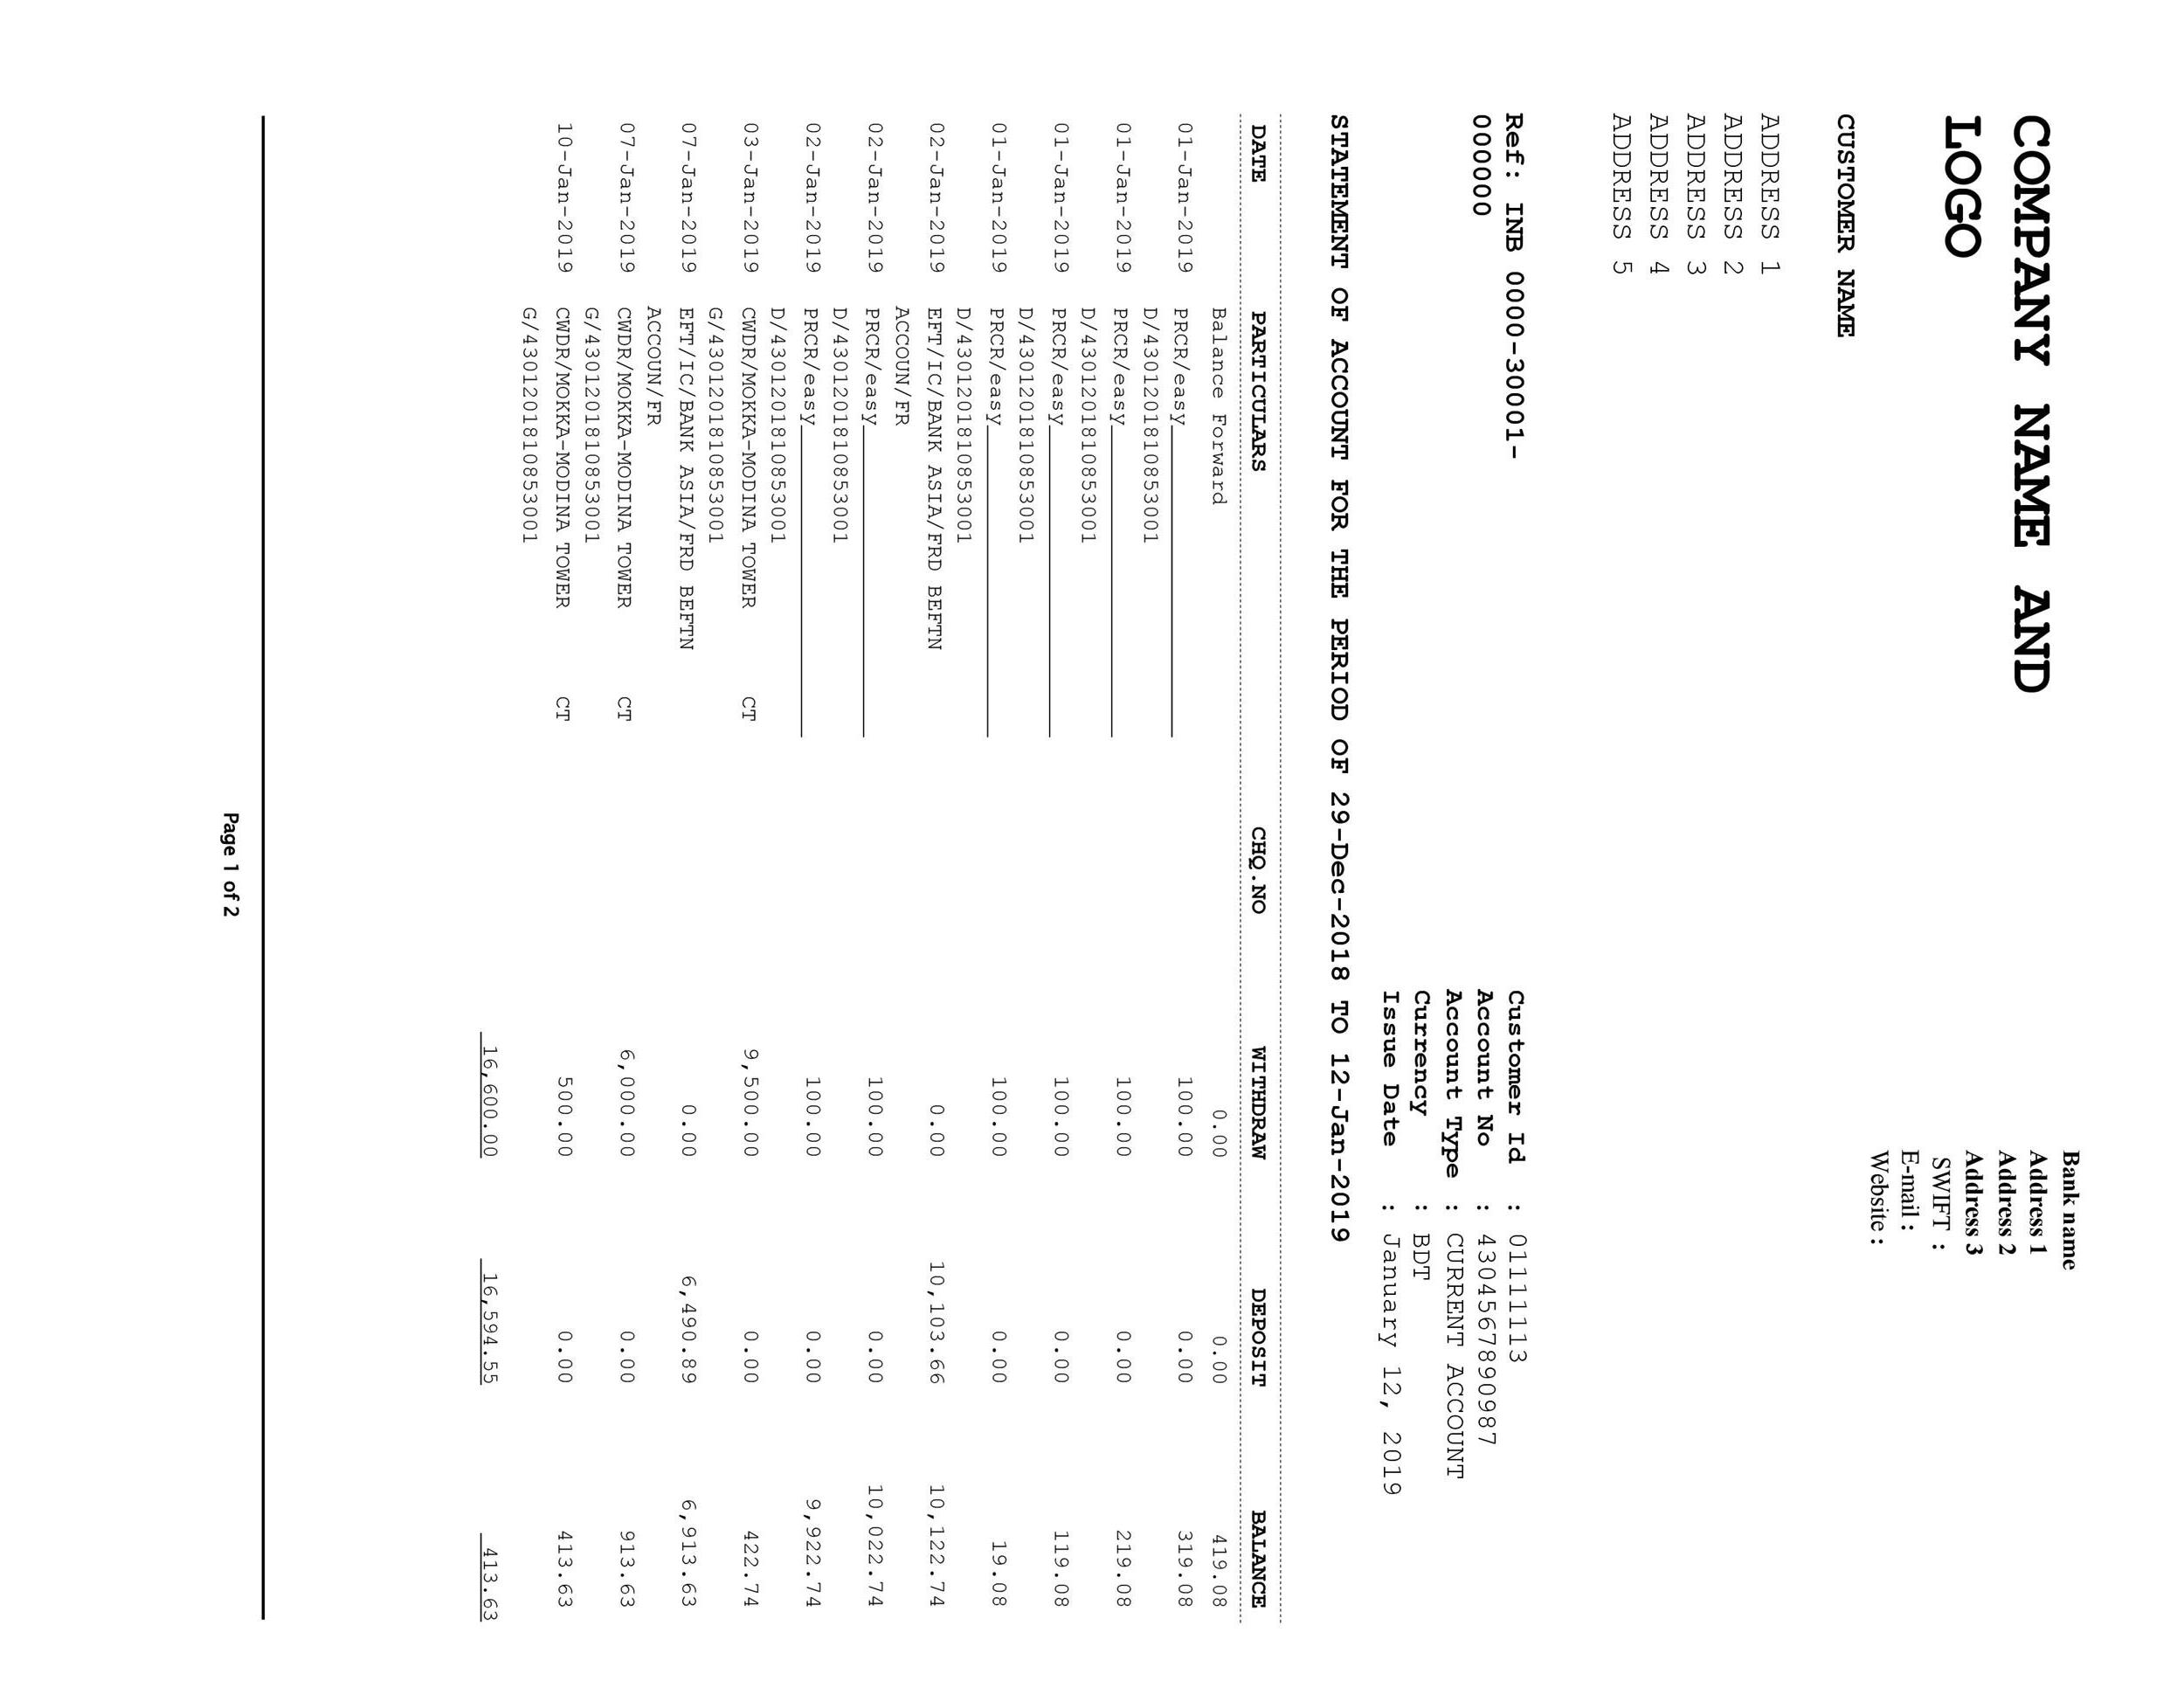 COMPANY NAME AND
LOGO
Bank name
Address 1
Address 2
Address 3
SWIFT :
E-mail :
Website :
CUSTOMER NAME
ADDRESS 1
ADDRESS 2
ADDRESS 3
ADDRESS 4
ADDRESS 5
Ref: INB 0000-30001-
000000
Customer Id : 01111113
Account No : 4304567890987
Account Type : CURRENT ACCOUNT
Currency : BDT
Issue Date : January 12, 2019
STATEMENT OF ACCOUNT FOR THE PERIOD OF 29-Dec-2018 TO 12-Jan-2019
DATE PARTICULARS CHQ.NO WITHDRAW DEPOSIT BALANCE
Balance Forward 0.00 0.00 419.08
01-Jan-2019 PRCR/easy 100.00 0.00 319.08
D/4301201810853001
01-Jan-2019 PRCR/easy 100.00 0.00 219.08
D/4301201810853001
01-Jan-2019 PRCR/easy 100.00 0.00 119.08
D/4301201810853001
01-Jan-2019 PRCR/easy 100.00 0.00 19.08
D/4301201810853001
02-Jan-2019 EFT/IC/BANK ASIA/FRD BEFTN 0.00 10,103.66 10,122.74
ACCOUN/FR
02-Jan-2019 PRCR/easy 100.00 0.00 10,022.74
D/4301201810853001
02-Jan-2019 PRCR/easy 100.00 0.00 9,922.74
D/4301201810853001
03-Jan-2019 CWDR/MOKKA-MODINA TOWER CT 9,500.00 0.00 422.74
G/4301201810853001
07-Jan-2019 EFT/IC/BANK ASIA/FRD BEFTN 0.00 6,490.89 6,913.63
ACCOUN/FR
07-Jan-2019 CWDR/MOKKA-MODINA TOWER CT 6,000.00 0.00 913.63
G/4301201810853001
10-Jan-2019 CWDR/MOKKA-MODINA TOWER CT 500.00 0.00 413.63
G/4301201810853001
16,600.00 16,594.55 413.63
Page 1 of 2